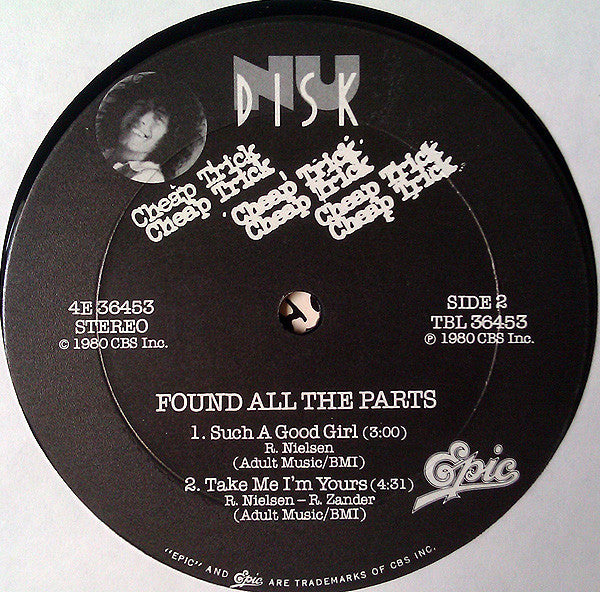 NU
DISK
Cheap Trick Cheap Trick Cheap Trick
Cheap Trick Cheap Trick Cheap Trick
4E 36453
STEREO
© 1980 CBS Inc.
SIDE 2
TBL 36453
℗ 1980 CBS Inc.
FOUND ALL THE PARTS
1. Such A Good Girl (3:00)
R. Nielsen
(Adult Music/BMI)
2. Take Me I'm Yours (4:31)
R. Nielsen – R. Zander
(Adult Music/BMI)
Epic
"EPIC" AND Epic ARE TRADEMARKS OF CBS INC.